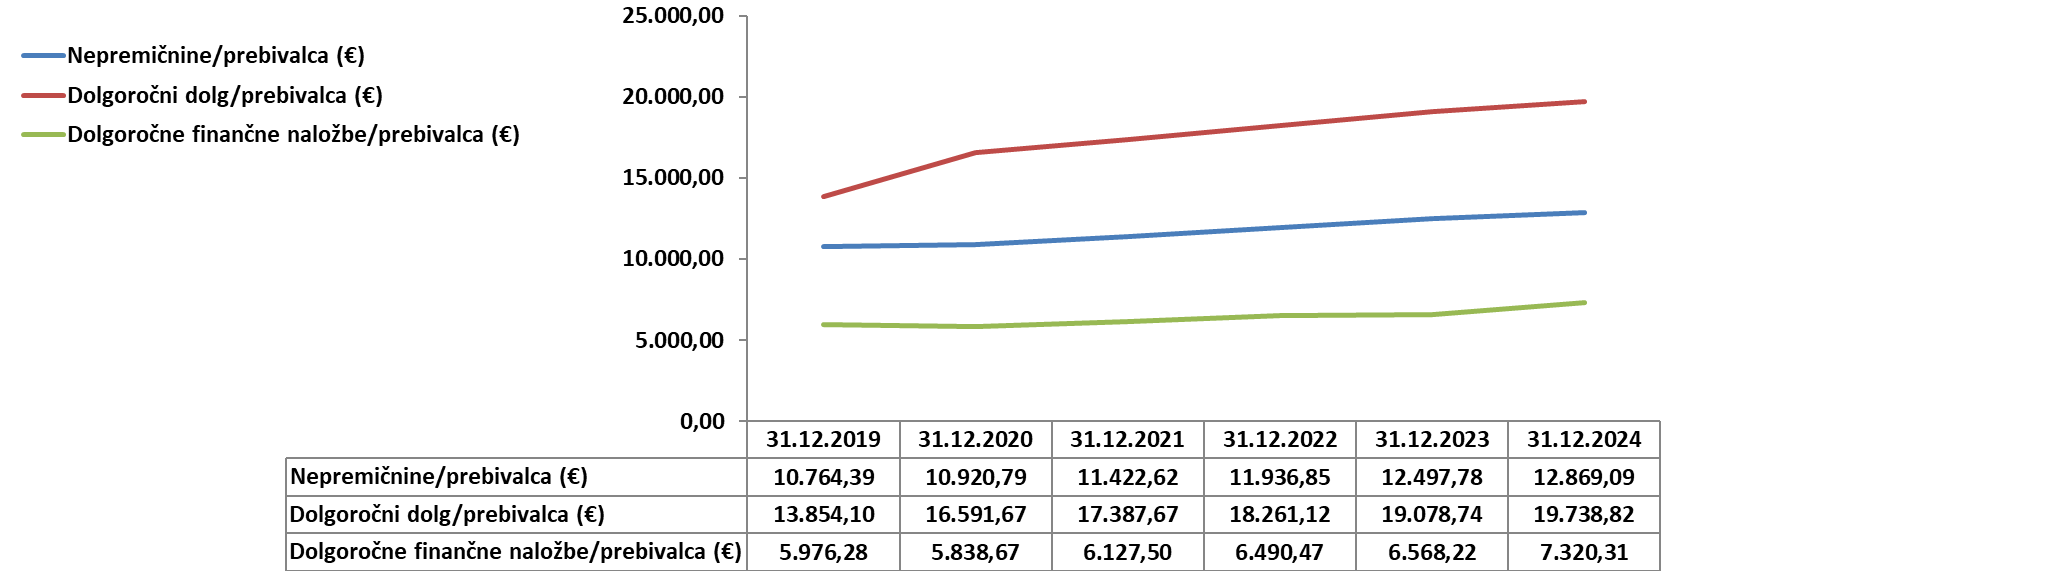 25.000,00
Nepremičnine/prebivalca (€)
Dolgoročni dolg/prebivalca (€)
Dolgoročne finančne naložbe/prebivalca (€)
20.000,00
15.000,00
10.000,00
5.000,00
0,00
31.12.2019 31.12.2020 31.12.2021 31.12.2022 31.12.2023 31.12.2024
Nepremičnine/prebivalca (€) 10.764,39 10.920,79 11.422,62 11.936,85 12.497,78 12.869,09
Dolgoročni dolg/prebivalca (€) 13.854,10 16.591,67 17.387,67 18.261,12 19.078,74 19.738,82
Dolgoročne finančne naložbe/prebivalca (€) 5.976,28 5.838,67 6.127,50 6.490,47 6.568,22 7.320,31